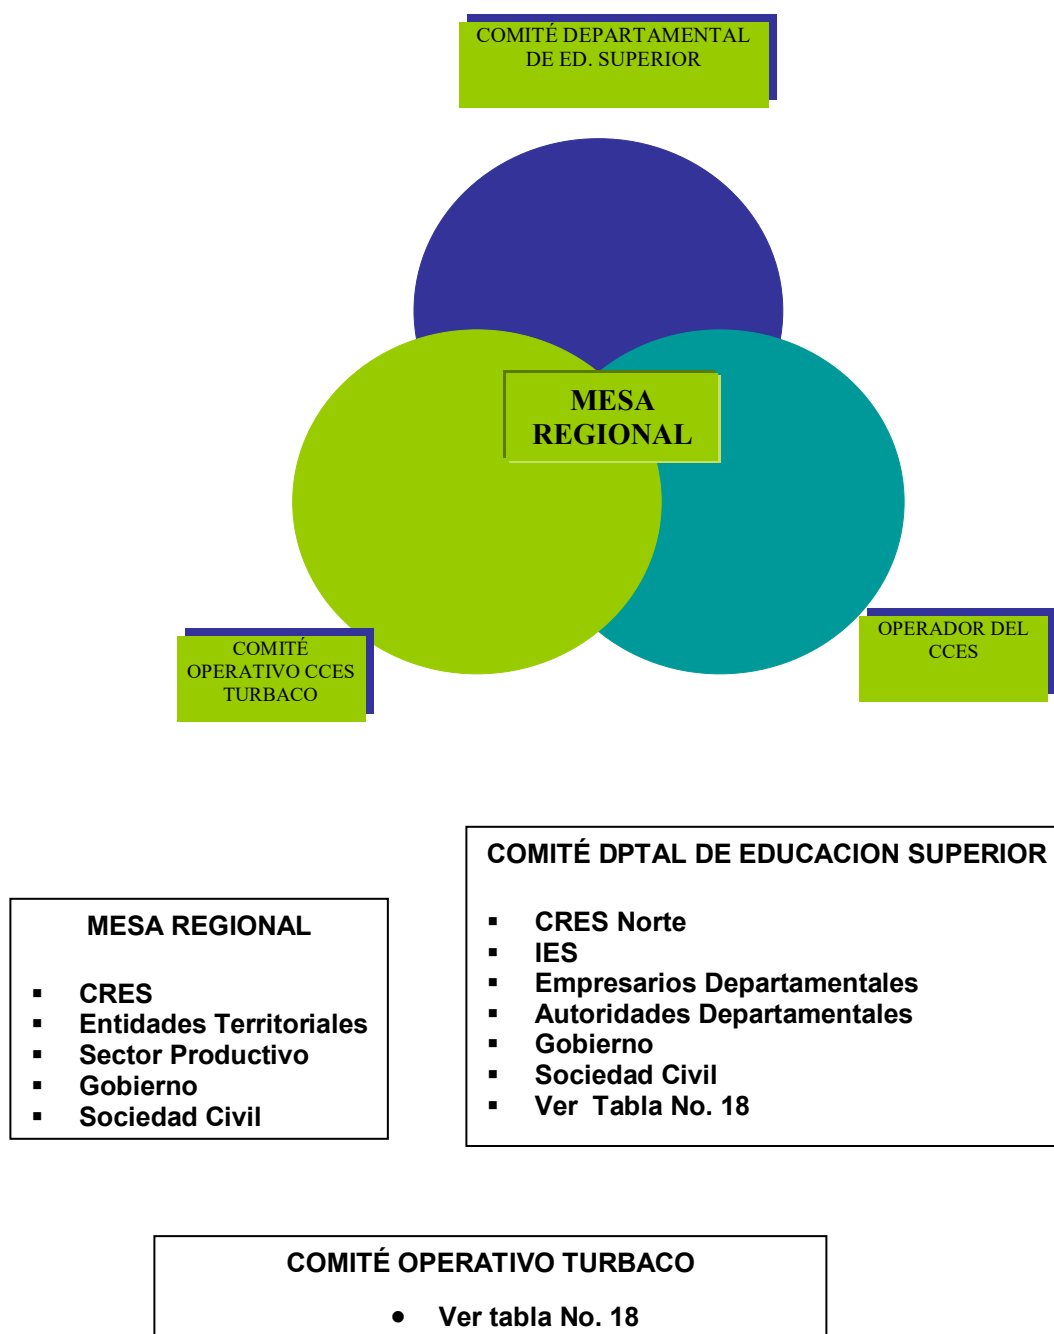 COMITÉ DEPARTAMENTAL
DE ED. SUPERIOR
MESA
REGIONAL
COMITÉ
OPERATIVO CCES
TURBACO
OPERADOR DEL
CCES
MESA REGIONAL
▪ CRES
▪ Entidades Territoriales
▪ Sector Productivo
▪ Gobierno
▪ Sociedad Civil
COMITÉ DPTAL DE EDUCACION SUPERIOR
▪ CRES Norte
▪ IES
▪ Empresarios Departamentales
▪ Autoridades Departamentales
▪ Gobierno
▪ Sociedad Civil
▪ Ver Tabla No. 18
COMITÉ OPERATIVO TURBACO
• Ver tabla No. 18